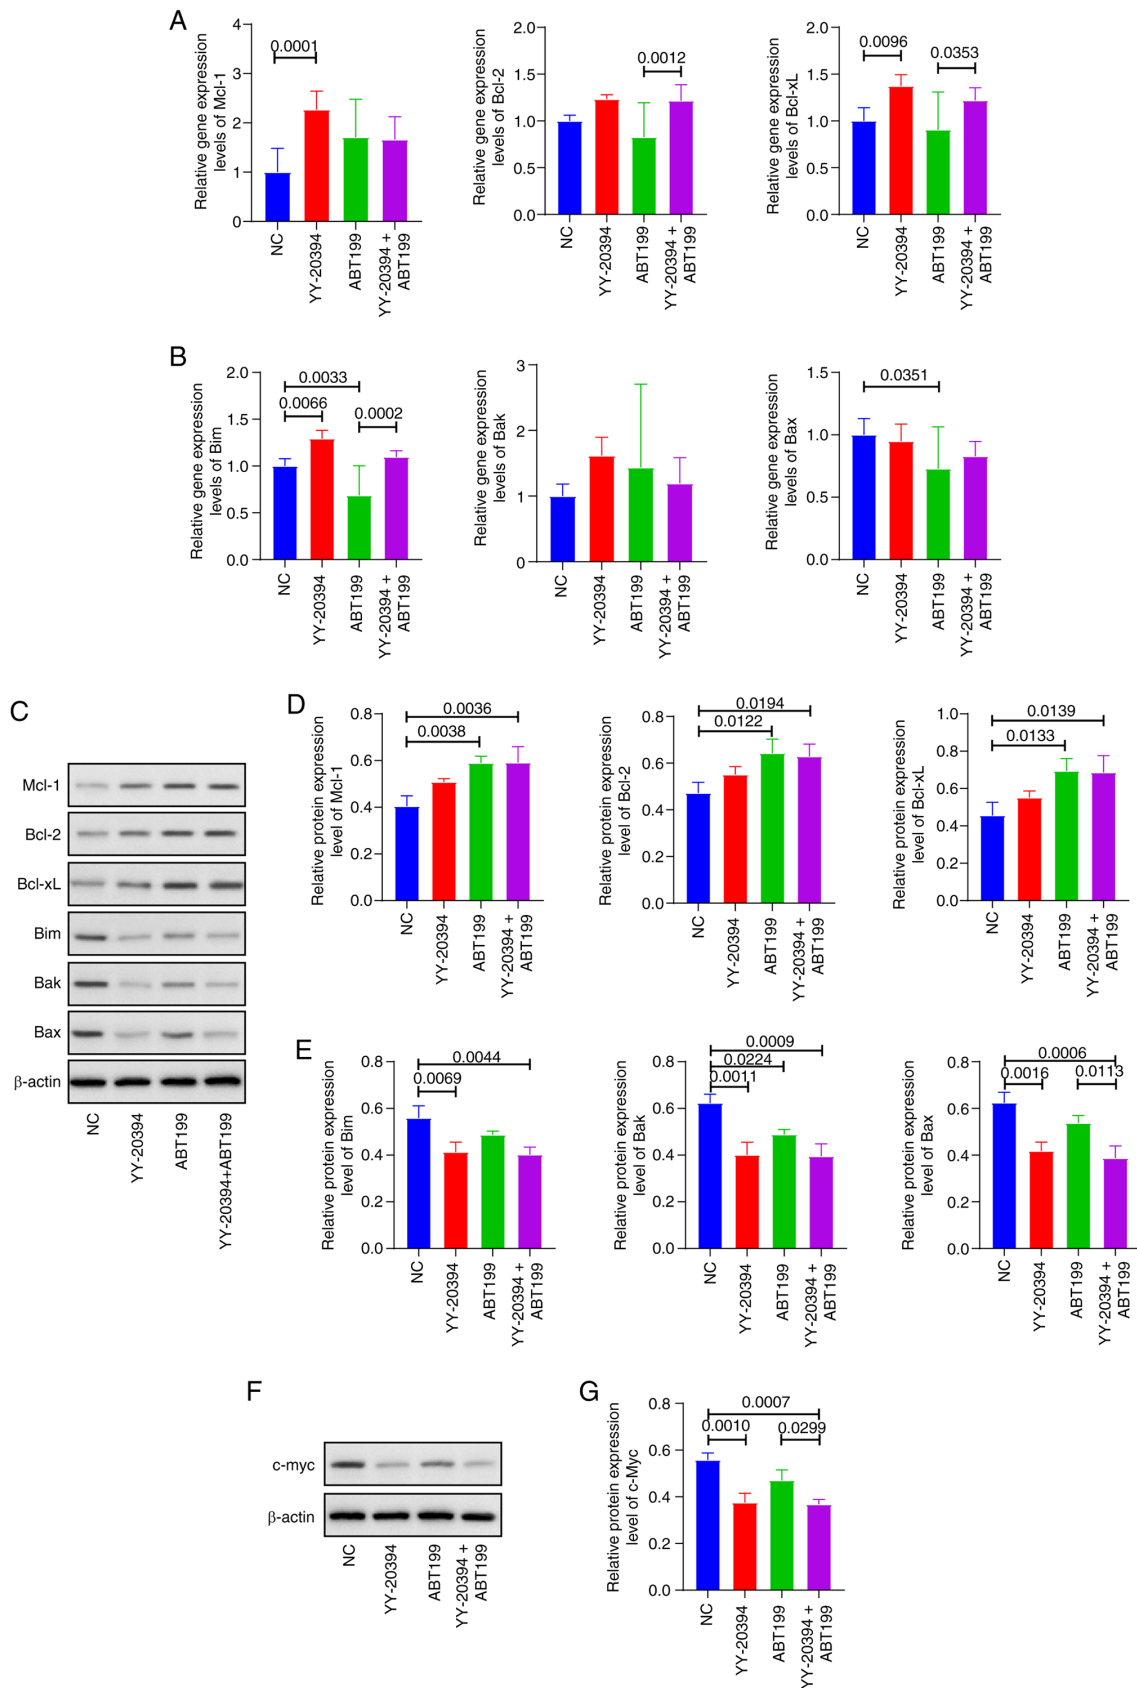 A
Relative gene expression
levels of Mcl-1
4
3
2
1
0
0.0001
NC
YY-20394
ABT199
YY-20394 +
ABT199
Relative gene expression
levels of Bcl-2
2.0
1.5
1.0
0.5
0.0
0.0012
NC
YY-20394
ABT199
YY-20394 +
ABT199
Relative gene expression
levels of Bcl-xL
2.0
1.5
1.0
0.5
0.0
0.0096
0.0353
NC
YY-20394
ABT199
YY-20394 +
ABT199
B
Relative gene expression
levels of Bim
2.0
1.5
1.0
0.5
0.0
0.0033
0.0066
0.0002
NC
YY-20394
ABT199
YY-20394 +
ABT199
Relative gene expression
levels of Bak
3
2
1
0
NC
YY-20394
ABT199
YY-20394 +
ABT199
Relative gene expression
levels of Bax
1.5
1.0
0.5
0.0
0.0351
NC
YY-20394
ABT199
YY-20394 +
ABT199
C
Mcl-1
Bcl-2
Bcl-xL
Bim
Bak
Bax
β-actin
NC
YY-20394
ABT199
YY-20394+ABT199
D
Relative protein expression
level of Mcl-1
0.8
0.6
0.4
0.2
0.0
0.0036
0.0038
NC
YY-20394
ABT199
YY-20394 +
ABT199
Relative protein expression
level of Bcl-2
0.8
0.6
0.4
0.2
0.0
0.0194
0.0122
NC
YY-20394
ABT199
YY-20394 +
ABT199
Relative protein expression
level of Bcl-xL
1.0
0.8
0.6
0.4
0.2
0.0
0.0139
0.0133
NC
YY-20394
ABT199
YY-20394 +
ABT199
E
Relative protein expression
level of Bim
0.8
0.6
0.4
0.2
0.0
0.0044
0.0069
NC
YY-20394
ABT199
YY-20394 +
ABT199
Relative protein expression
level of Bak
0.8
0.6
0.4
0.2
0.0
0.0009
0.0224
0.0011
NC
YY-20394
ABT199
YY-20394 +
ABT199
Relative protein expression
level of Bax
0.8
0.6
0.4
0.2
0.0
0.0006
0.0016
0.0113
NC
YY-20394
ABT199
YY-20394 +
ABT199
F
c-myc
β-actin
NC
YY-20394
ABT199
YY-20394 +
ABT199
G
Relative protein expression
level of c-Myc
0.8
0.6
0.4
0.2
0.0
0.0007
0.0010
0.0299
NC
YY-20394
ABT199
YY-20394 +
ABT199